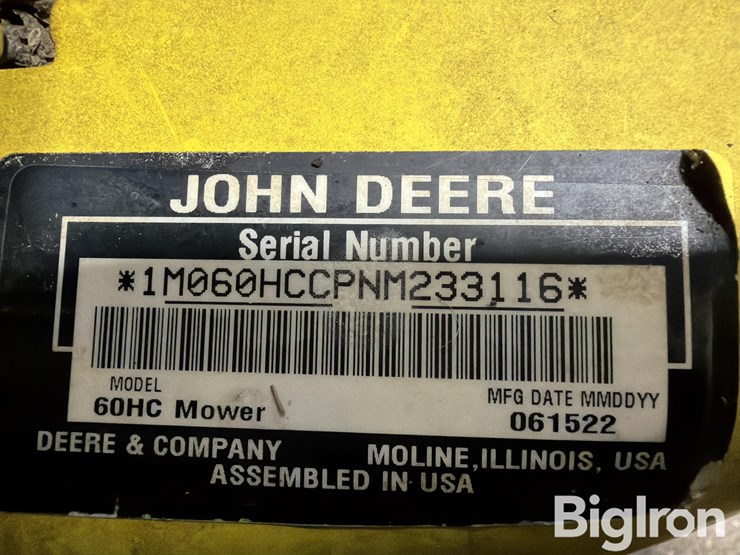 JOHN DEERE
Serial Number
*1M060HCCPNM233116*
MODEL
60HC Mower
MFG DATE MMDDYY
061522
DEERE & COMPANY MOLINE, ILLINOIS, USA
ASSEMBLED IN USA
BigIron